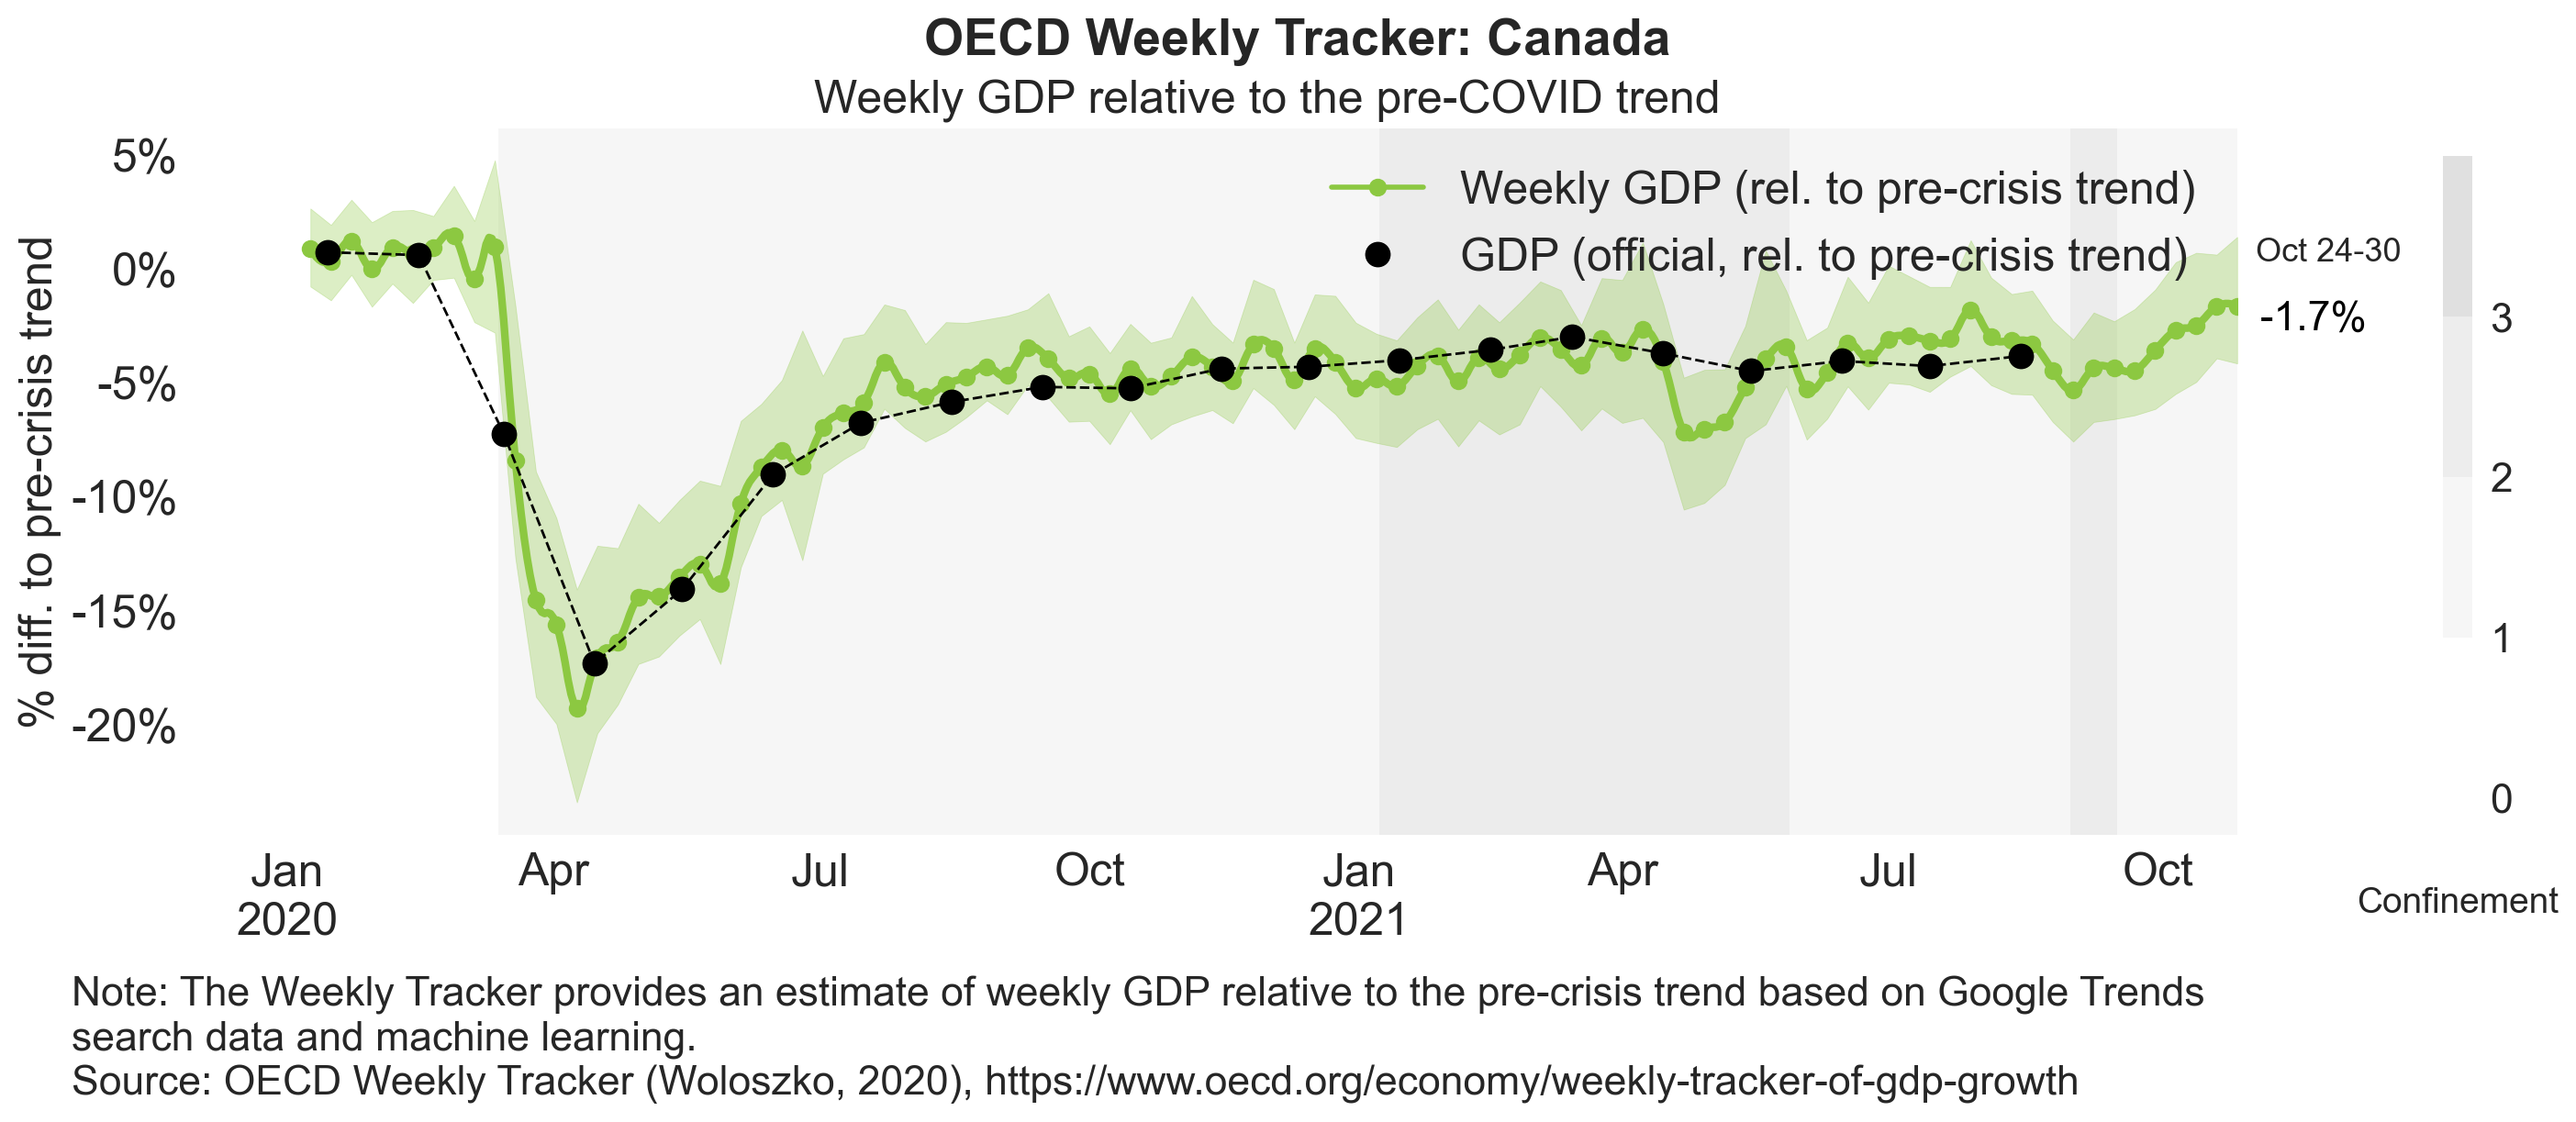 OECD Weekly Tracker: Canada
Weekly GDP relative to the pre-COVID trend
% diff. to pre-crisis trend
5%
0%
-5%
-10%
-15%
-20%
Weekly GDP (rel. to pre-crisis trend)
GDP (official, rel. to pre-crisis trend)
Oct 24-30
-1.7%
3
2
1
0
Confinement
Jan Apr Jul Oct Jan Apr Jul Oct
2020 2021
Note: The Weekly Tracker provides an estimate of weekly GDP relative to the pre-crisis trend based on Google Trends
search data and machine learning.
Source: OECD Weekly Tracker (Woloszko, 2020), https://www.oecd.org/economy/weekly-tracker-of-gdp-growth